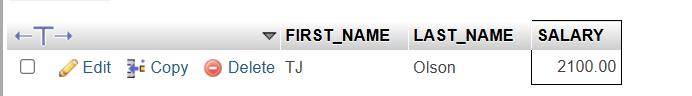 FIRST_NAME LAST_NAME SALARY
Edit Copy Delete TJ Olson 2100.00